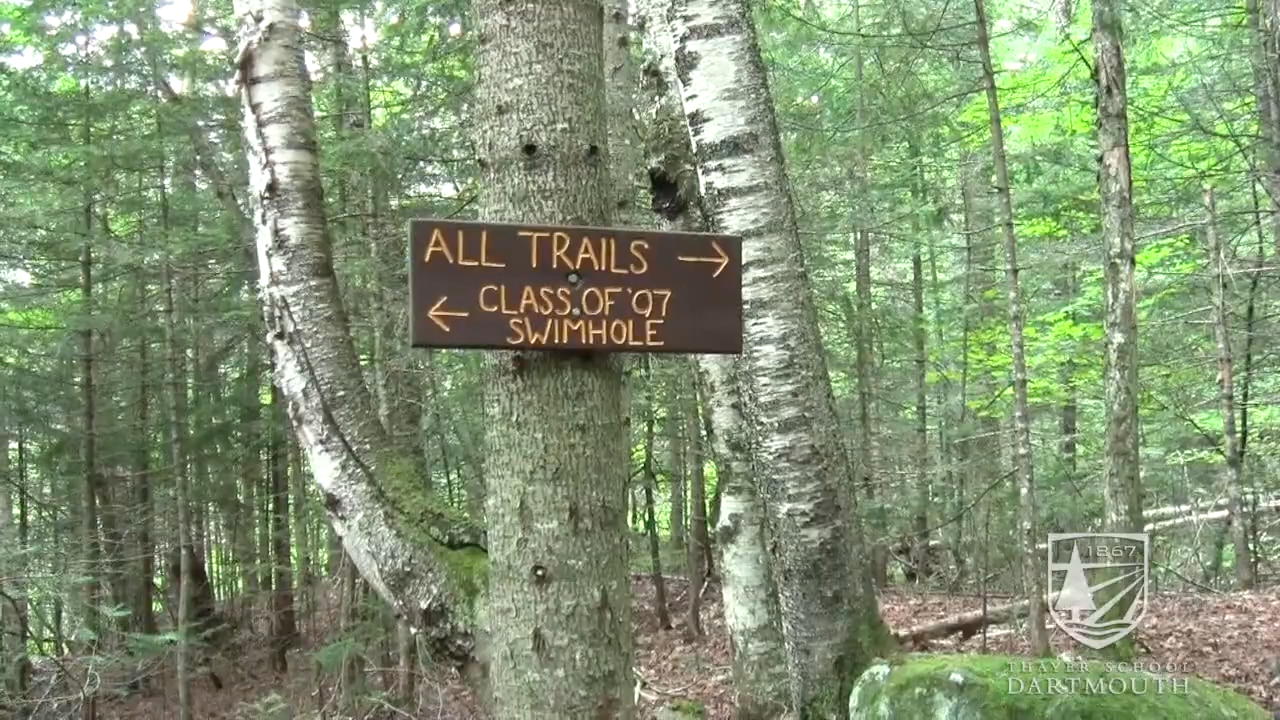 ALL TRAILS →
← CLASS OF '97
SWIMHOLE
1867
THAYER SCHOOL
DARTMOUTH